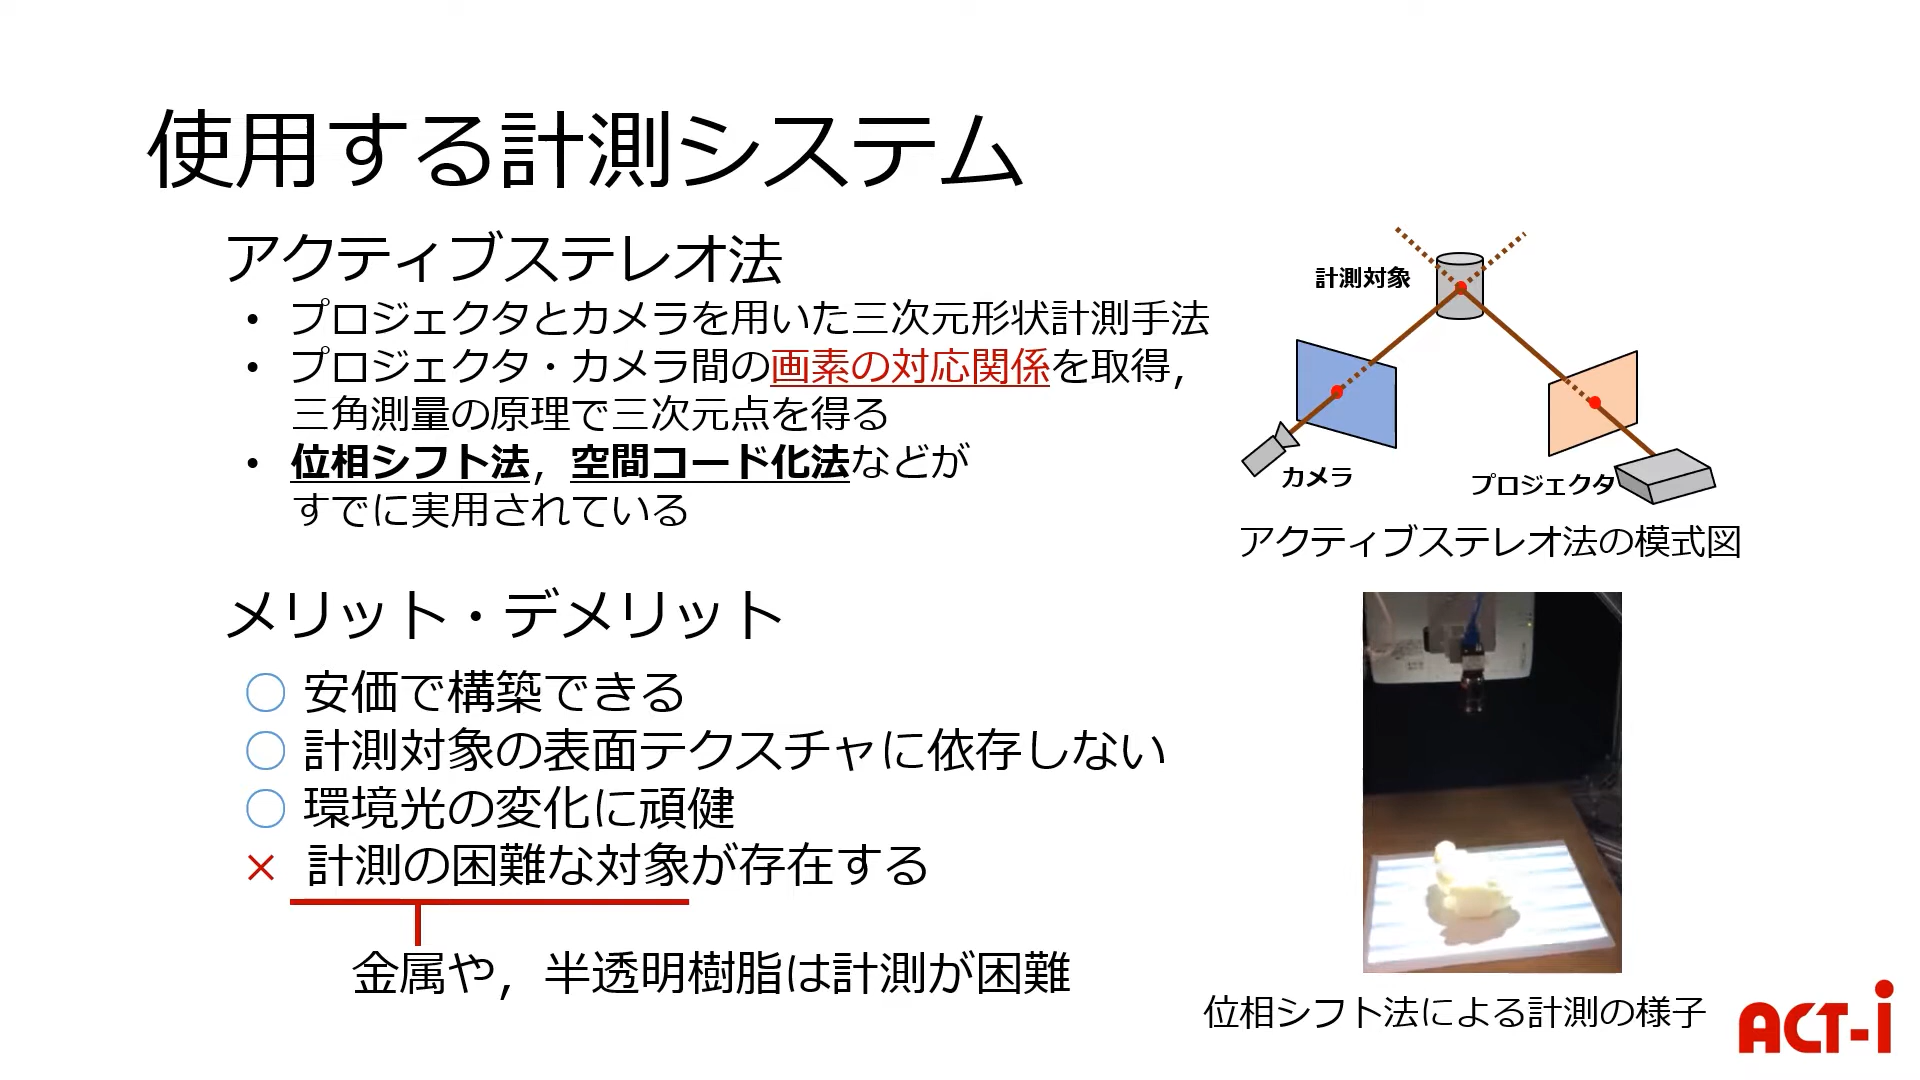 使用する計測システム
アクティブステレオ法
• プロジェクタとカメラを用いた三次元形状計測手法
• プロジェクタ・カメラ間の画素の対応関係を取得，
三角測量の原理で三次元点を得る
• 位相シフト法，空間コード化法などが
すでに実用されている
メリット・デメリット
○ 安価で構築できる
○ 計測対象の表面テクスチャに依存しない
○ 環境光の変化に頑健
× 計測の困難な対象が存在する
金属や，半透明樹脂は計測が困難
計測対象
カメラ
プロジェクタ
アクティブステレオ法の模式図
位相シフト法による計測の様子
ACT-i